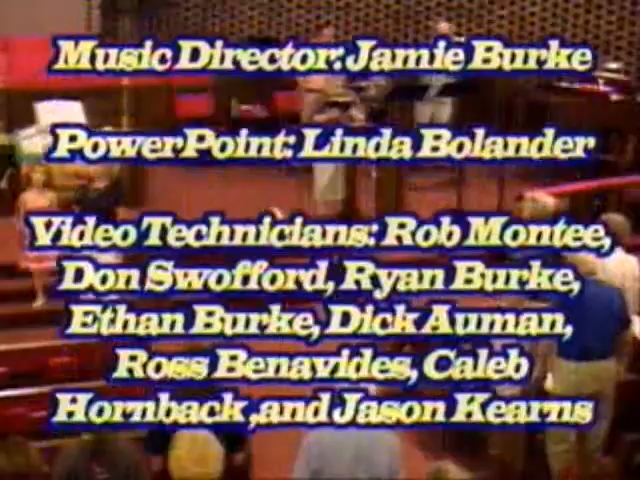 Music Director: Jamie Burke
PowerPoint: Linda Bolander
Video Technicians: Rob Montee,
Don Swofford, Ryan Burke,
Ethan Burke, Dick Auman,
Ross Benavides, Caleb
Hornback ,and Jason Kearns